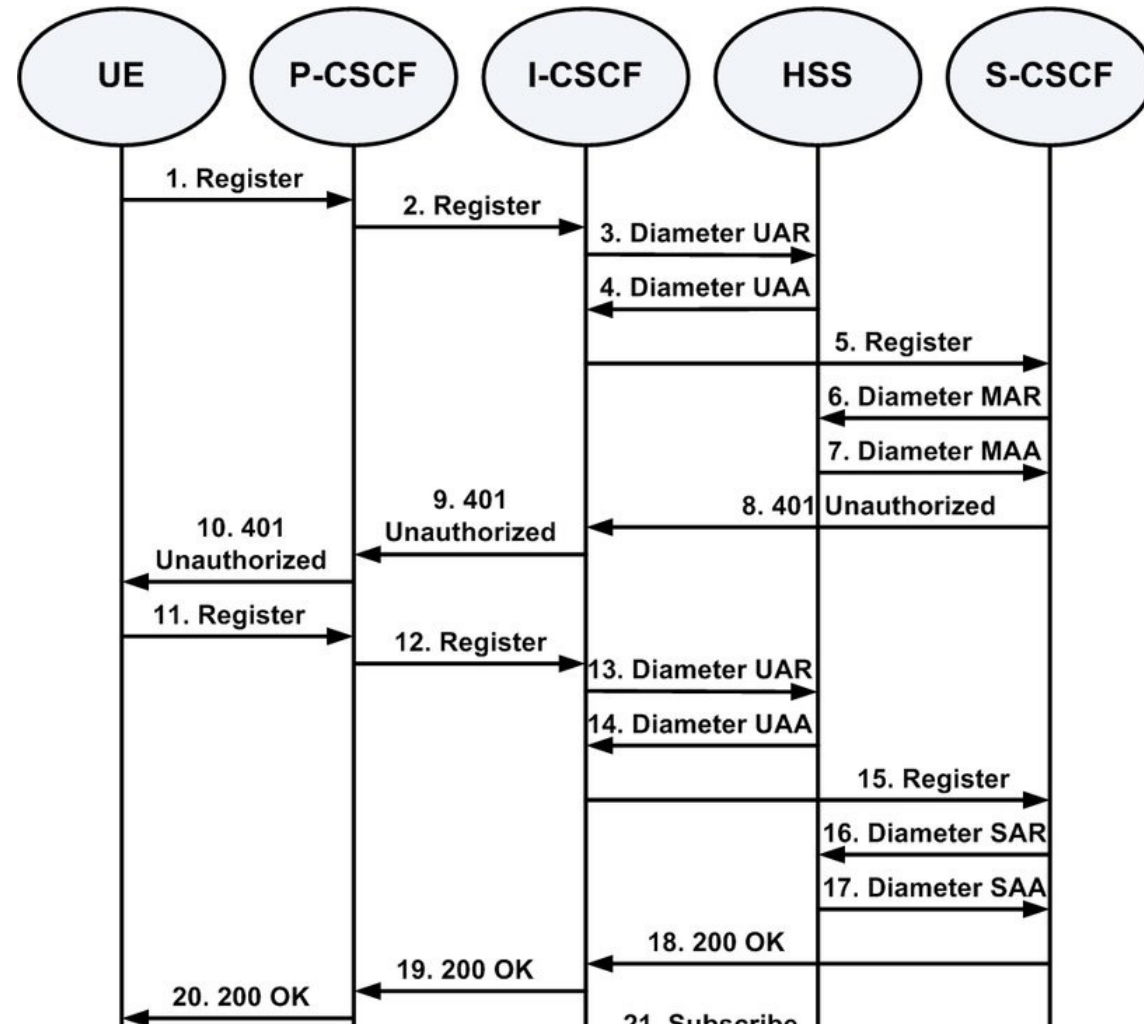 UE
P-CSCF
I-CSCF
HSS
S-CSCF
1. Register
2. Register
3. Diameter UAR
4. Diameter UAA
5. Register
6. Diameter MAR
7. Diameter MAA
8. 401 Unauthorized
9. 401
Unauthorized
10. 401
Unauthorized
11. Register
12. Register
13. Diameter UAR
14. Diameter UAA
15. Register
16. Diameter SAR
17. Diameter SAA
18. 200 OK
19. 200 OK
20. 200 OK
21. Subscribe